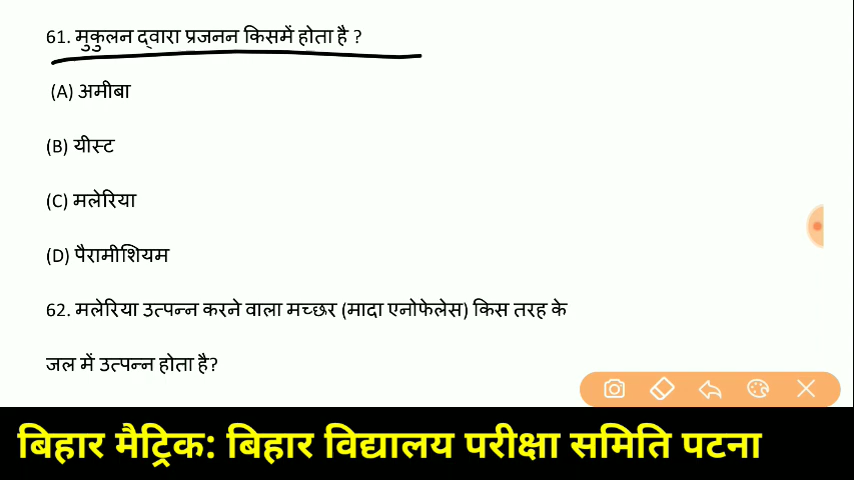 61. मुकुलन द्वारा प्रजनन किसमें होता है ?
(A) अमीबा
(B) यीस्ट
(C) मलेरिया
(D) पैरामीशियम
62. मलेरिया उत्पन्न करने वाला मच्छर (मादा एनोफेलेस) किस तरह के
जल में उत्पन्न होता है?
बिहार मैट्रिक: बिहार विद्यालय परीक्षा समिति पटना